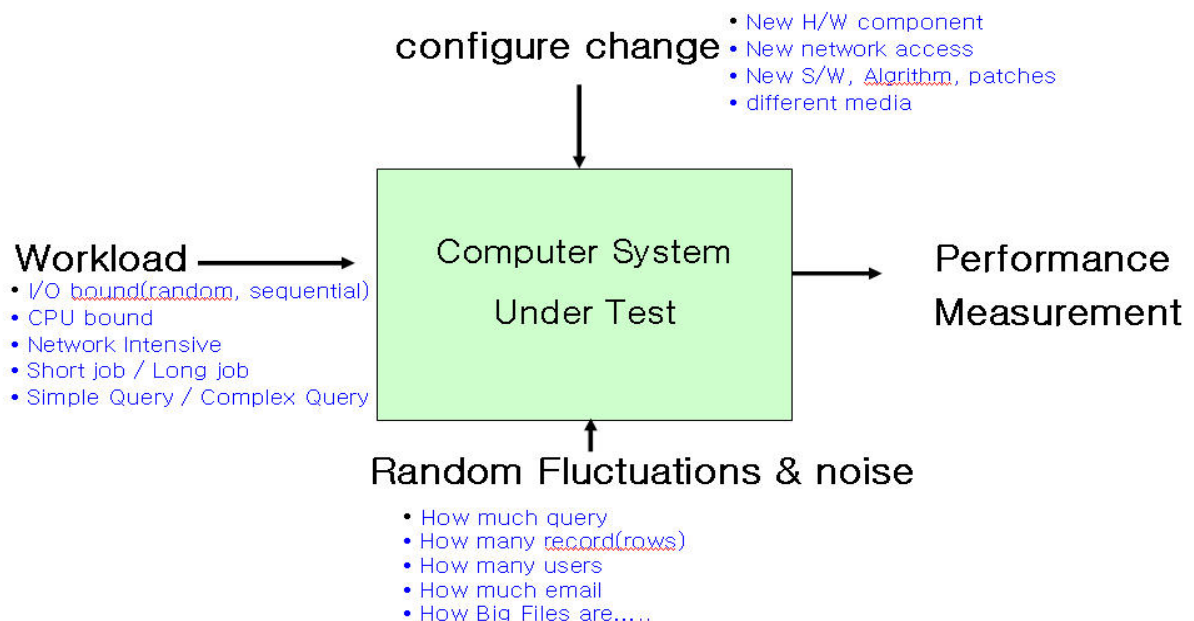 configure change
• New H/W component
• New network access
• New S/W, Algrithm, patches
• different media
Workload
• I/O bound(random, sequential)
• CPU bound
• Network Intensive
• Short job / Long job
• Simple Query / Complex Query
Computer System
Under Test
Performance
Measurement
Random Fluctuations & noise
• How much query
• How many record(rows)
• How many users
• How much email
• How Big Files are.....